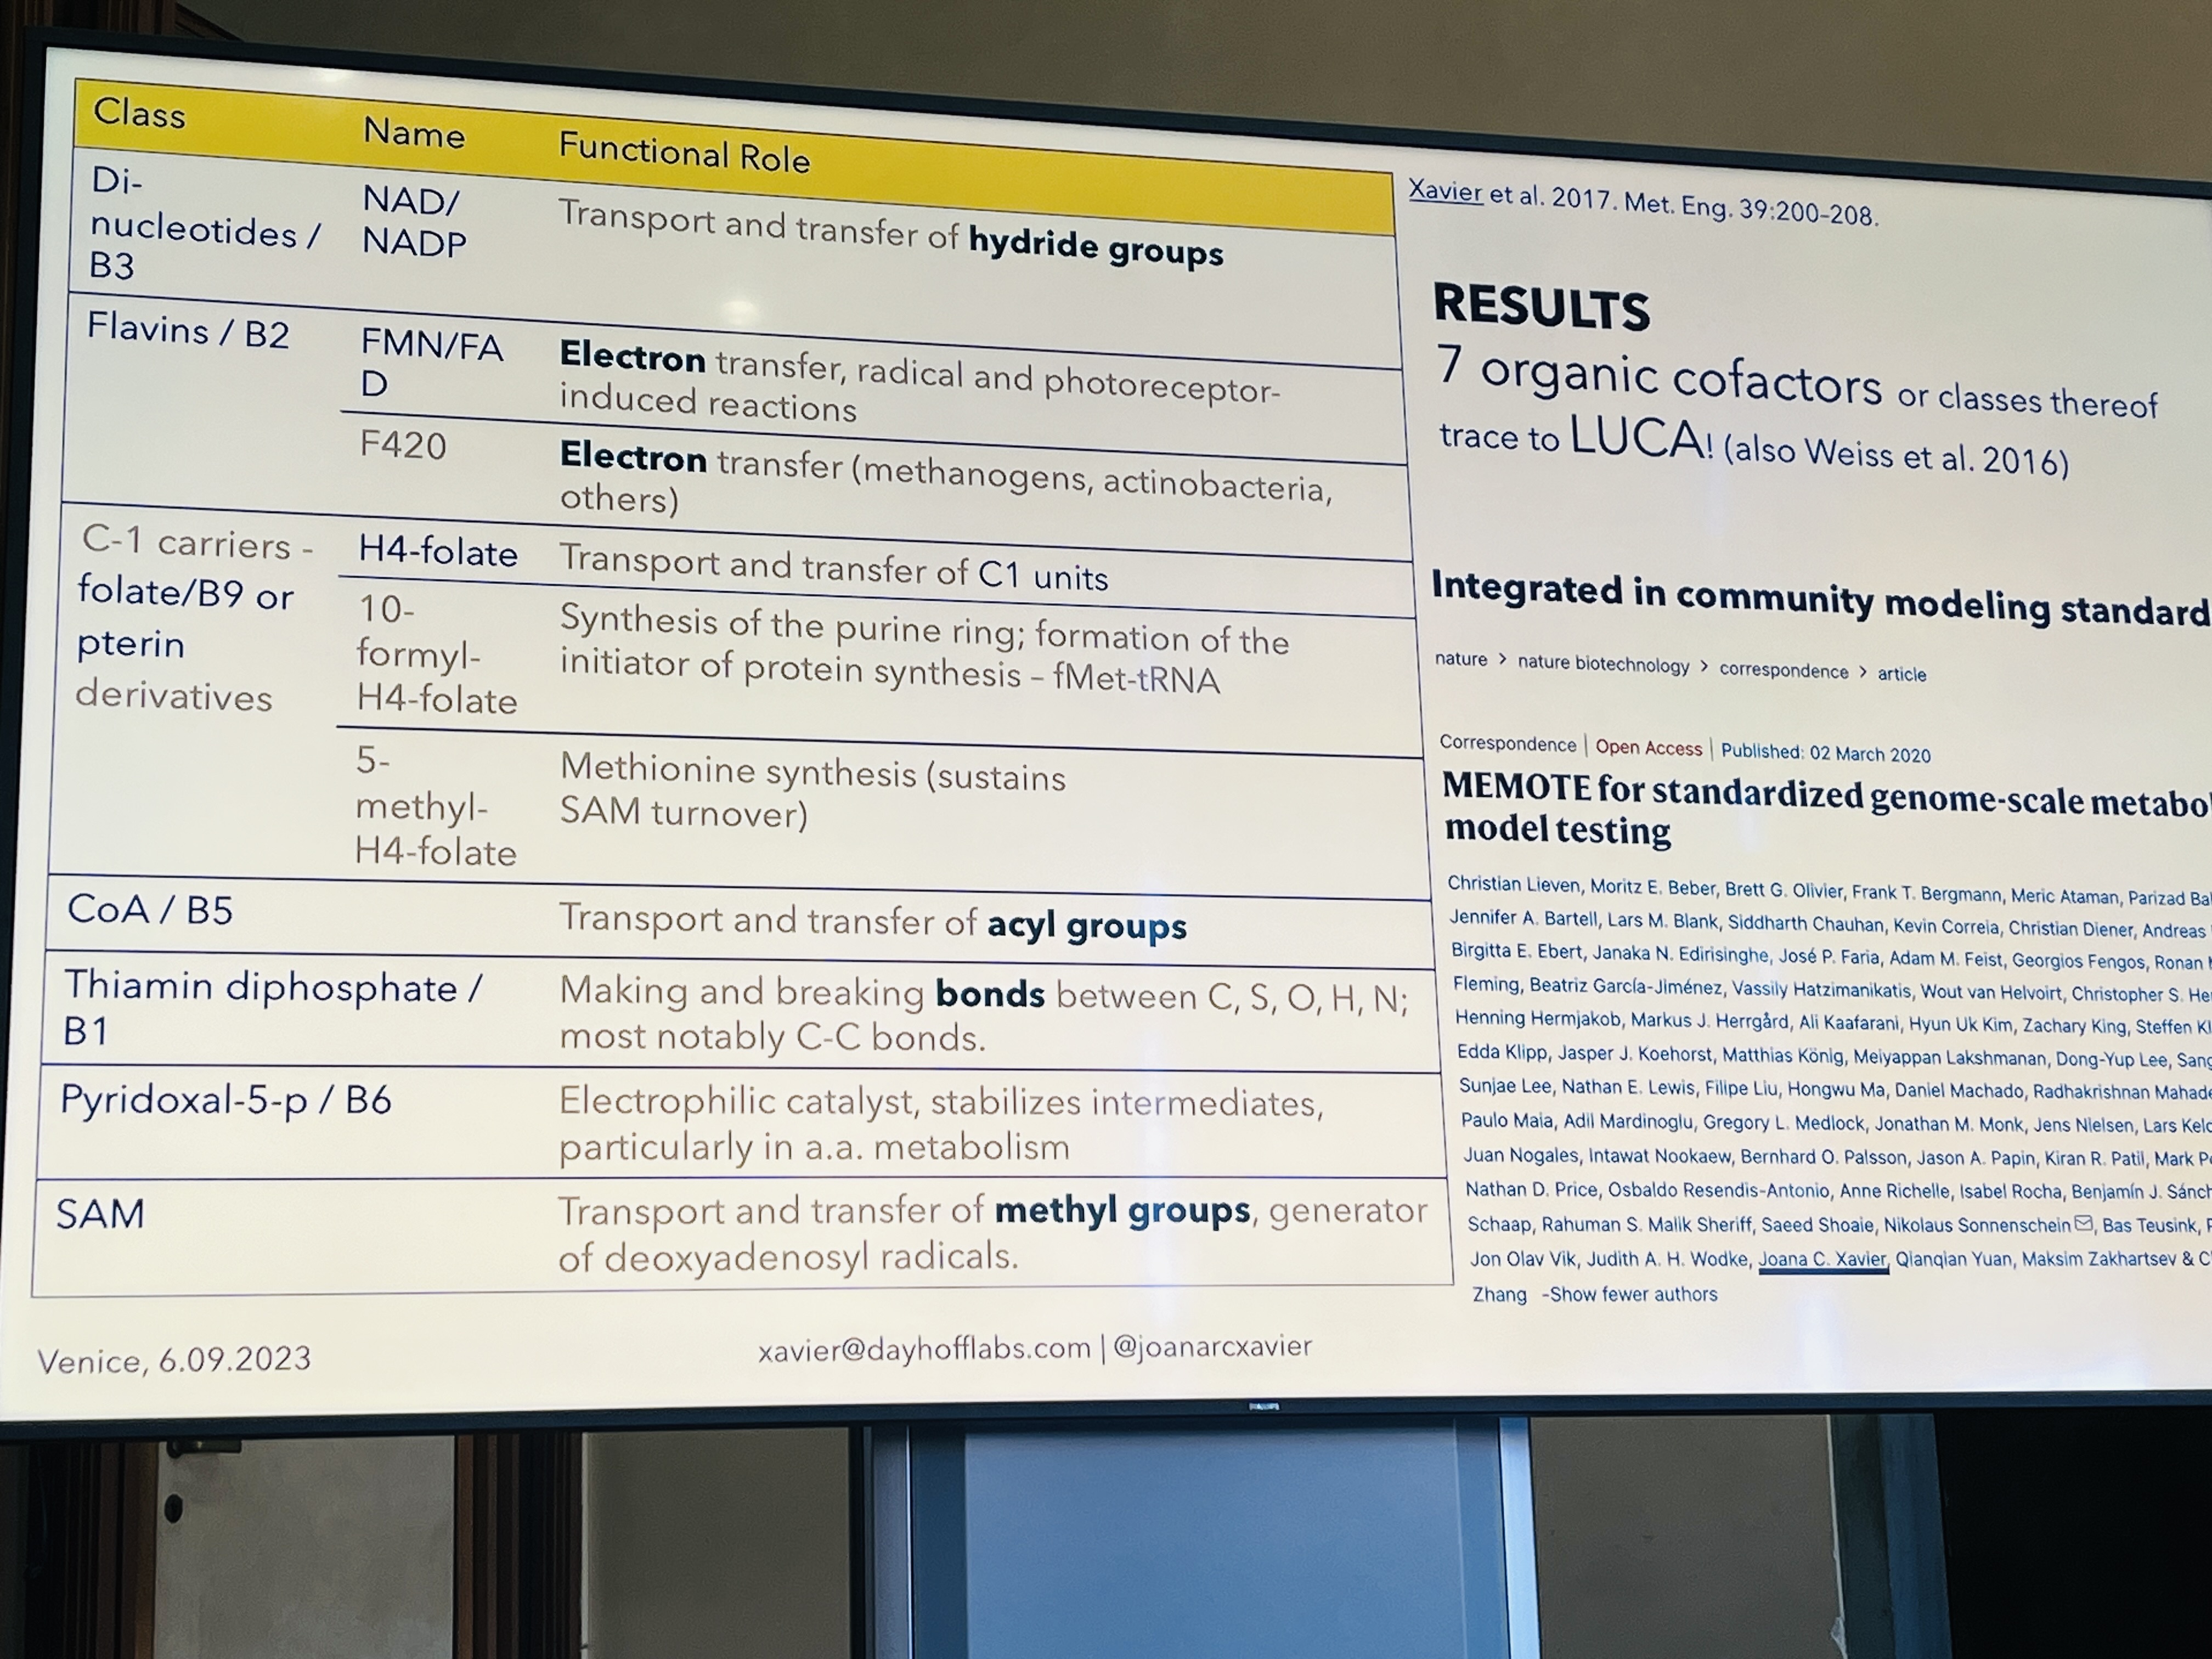 Class Name Functional Role
Di-
nucleotides /
B3
NAD/
NADP
Transport and transfer of hydride groups
Flavins / B2
FMN/FA
D
Electron transfer, radical and photoreceptor-
induced reactions
F420
Electron transfer (methanogens, actinobacteria,
others)
C-1 carriers -
folate/B9 or
pterin
derivatives
H4-folate
Transport and transfer of C1 units
10-
formyl-
H4-folate
Synthesis of the purine ring; formation of the
initiator of protein synthesis – fMet-tRNA
5-
methyl-
H4-folate
Methionine synthesis (sustains
SAM turnover)
CoA / B5
Transport and transfer of acyl groups
Thiamin diphosphate /
B1
Making and breaking bonds between C, S, O, H, N;
most notably C-C bonds.
Pyridoxal-5-p / B6
Electrophilic catalyst, stabilizes intermediates,
particularly in a.a. metabolism
SAM
Transport and transfer of methyl groups, generator
of deoxyadenosyl radicals.
Xavier et al. 2017. Met. Eng. 39:200-208.
RESULTS
7 organic cofactors or classes thereof
trace to LUCA! (also Weiss et al. 2016)
Integrated in community modeling standard
nature > nature biotechnology > correspondence > article
Correspondence | Open Access | Published: 02 March 2020
MEMOTE for standardized genome-scale metabol
model testing
Christian Lieven, Moritz E. Beber, Brett G. Olivier, Frank T. Bergmann, Meric Ataman, Parizad
Jennifer A. Bartell, Lars M. Blank, Siddharth Chauhan, Kevin Correia, Christian Diener, Andreas
Birgitta E. Ebert, Janaka N. Edirisinghe, José P. Faria, Adam M. Feist, Georgios Fengos, Ronan
Fleming, Beatriz García-Jiménez, Vassily Hatzimanikatis, Wout van Helvoirt, Christopher S.
Henning Hermjakob, Markus J. Herrgård, Ali Kaafarani, Hyun Uk Kim, Zachary King, Steffen
Edda Klipp, Jasper J. Koehorst, Matthias König, Meiyappan Lakshmanan, Dong-Yup Lee, Sang
Sunjae Lee, Nathan E. Lewis, Filipe Liu, Hongwu Ma, Daniel Machado, Radhakrishnan Mahade
Paulo Maia, Adil Mardinoglu, Gregory L. Medlock, Jonathan M. Monk, Jens Nielsen, Lars
Juan Nogales, Intawat Nookaew, Bernhard O. Palsson, Jason A. Papin, Kiran R. Patil, Mark
Nathan D. Price, Osbaldo Resendis-Antonio, Anne Richelle, Isabel Rocha, Benjamín J. Sánch
Schaap, Rahuman S. Malik Sheriff, Saeed Shoaie, Nikolaus Sonnenschein, Bas Teusink,
Jon Olav Vik, Judith A. H. Wodke, Joana C. Xavier, Qianqian Yuan, Maksim Zakhartsev &
Zhang -Show fewer authors
Venice, 6.09.2023
xavier@dayhofflabs.com | @joanarcxavier
PHILIPS